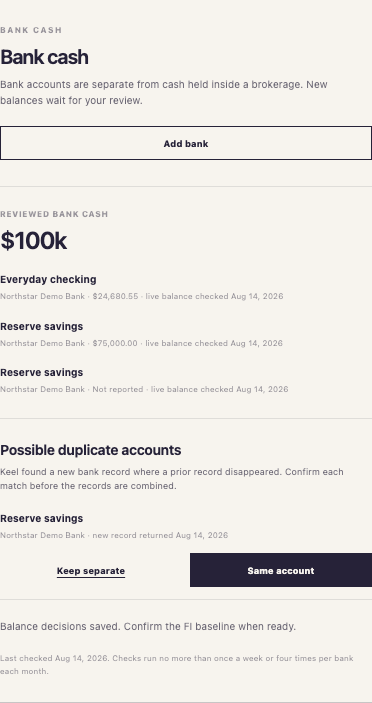 BANK CASH
Bank cash
Bank accounts are separate from cash held inside a brokerage. New
balances wait for your review.
Add bank
REVIEWED BANK CASH
$100k
Everyday checking
Northstar Demo Bank · $24,680.55 · live balance checked Aug 14, 2026
Reserve savings
Northstar Demo Bank · $75,000.00 · live balance checked Aug 14, 2026
Reserve savings
Northstar Demo Bank · Not reported · live balance checked Aug 14, 2026
Possible duplicate accounts
Keel found a new bank record where a prior record disappeared. Confirm each
match before the records are combined.
Reserve savings
Northstar Demo Bank · new record returned Aug 14, 2026
Keep separate
Same account
Balance decisions saved. Confirm the FI baseline when ready.
Last checked Aug 14, 2026. Checks run no more than once a week or four times per bank
each month.